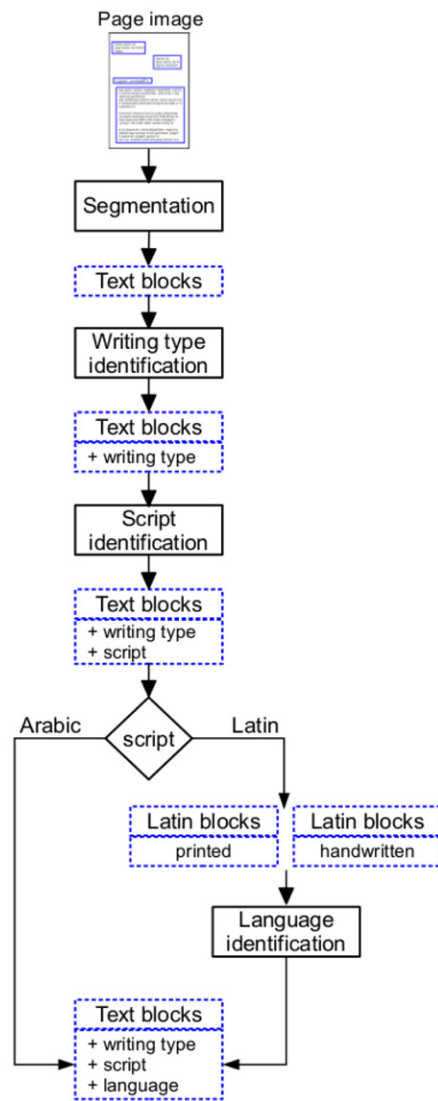 Page image
Segmentation
Text blocks
Writing type
identification
Text blocks
+ writing type
Script
identification
Text blocks
+ writing type
+ script
script
Arabic
Latin
Latin blocks
printed
Latin blocks
handwritten
Language
identification
Text blocks
+ writing type
+ script
+ language